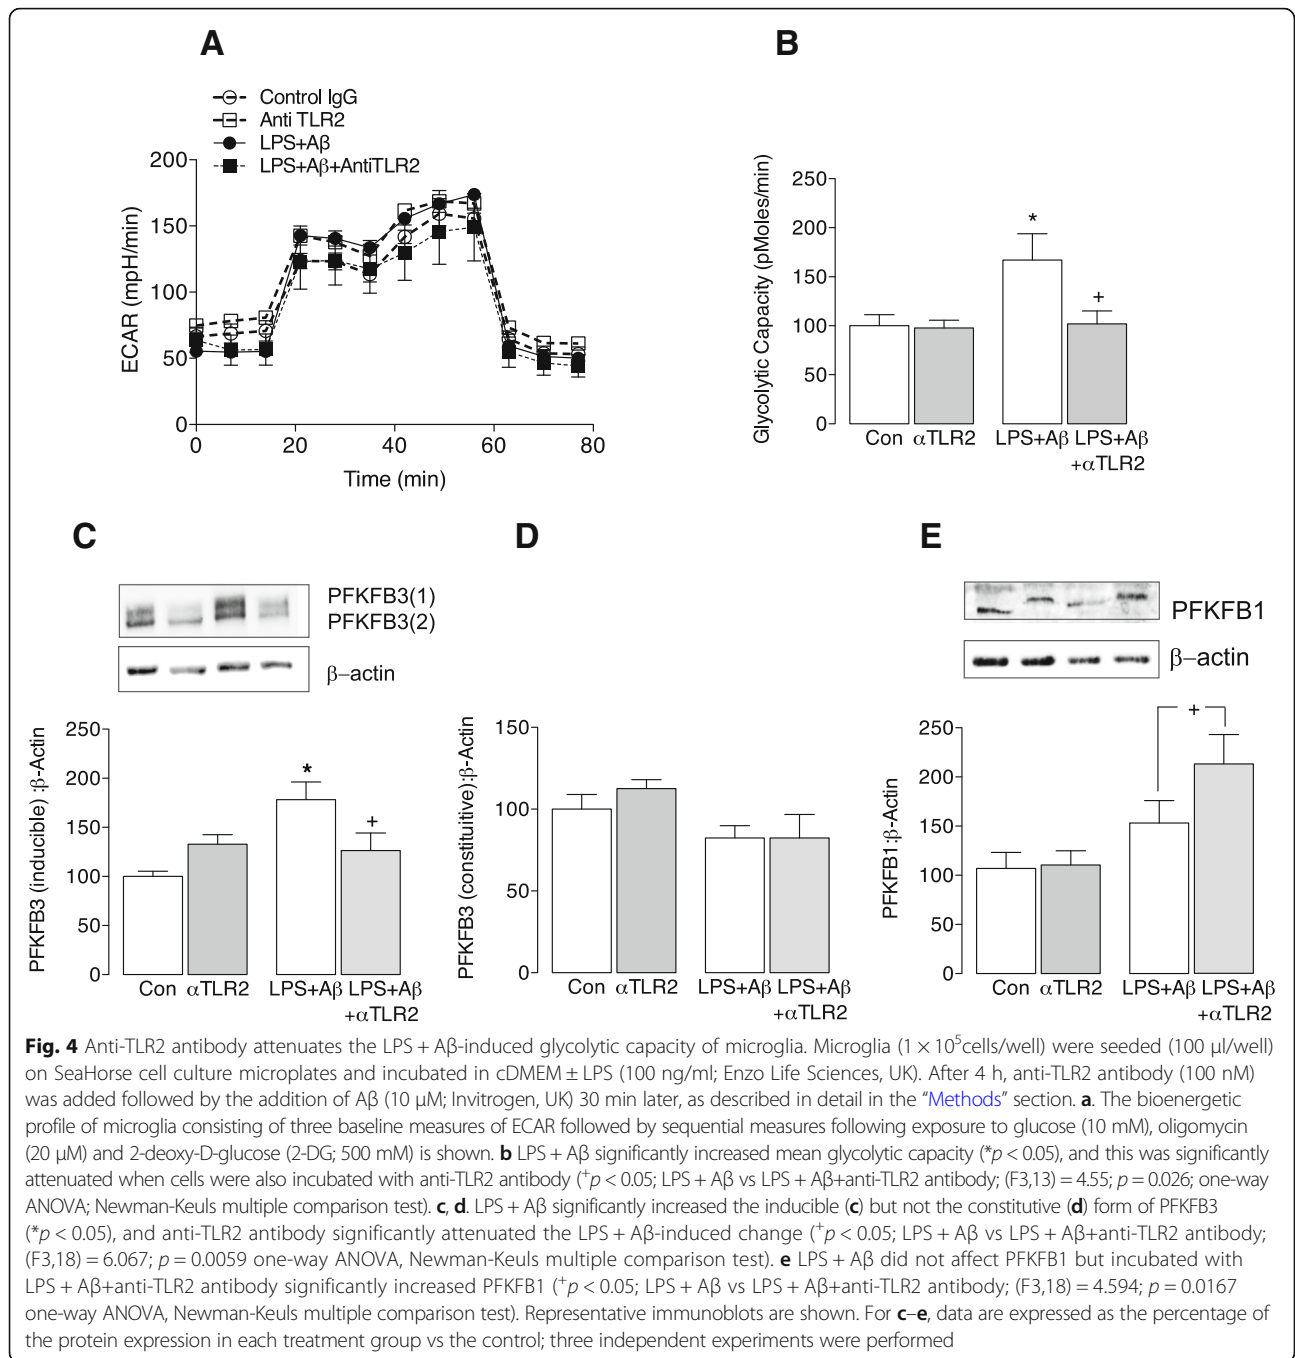 A
Control IgG
Anti TLR2
LPS+Aβ
LPS+Aβ+AntiTLR2
200
150
100
50
0
ECAR (mpH/min)
0 20 40 60 80
Time (min)
B
250
200
150
100
50
0
Glycolytic Capacity (pMoles/min)
*
+
Con αTLR2 LPS+Aβ LPS+Aβ
+αTLR2
C
PFKFB3(1)
PFKFB3(2)
β–actin
250
200
150
100
50
0
PFKFB3 (inducible) :β-Actin
*
+
Con αTLR2 LPS+Aβ LPS+Aβ
+αTLR2
D
150
100
50
0
PFKFB3 (constituitive):β-Actin
Con αTLR2 LPS+Aβ LPS+Aβ
+αTLR2
E
PFKFB1
β–actin
250
200
150
100
50
0
PFKFB1:β-Actin
+
Con αTLR2 LPS+Aβ LPS+Aβ
+αTLR2
Fig. 4 Anti-TLR2 antibody attenuates the LPS + Aβ-induced glycolytic capacity of microglia. Microglia (1 × 10⁵cells/well) were seeded (100 μl/well)
on SeaHorse cell culture microplates and incubated in cDMEM ± LPS (100 ng/ml; Enzo Life Sciences, UK). After 4 h, anti-TLR2 antibody (100 nM)
was added followed by the addition of Aβ (10 μM; Invitrogen, UK) 30 min later, as described in detail in the “Methods” section. a. The bioenergetic
profile of microglia consisting of three baseline measures of ECAR followed by sequential measures following exposure to glucose (10 mM), oligomycin
(20 μM) and 2-deoxy-D-glucose (2-DG; 500 mM) is shown. b LPS + Aβ significantly increased mean glycolytic capacity (*p < 0.05), and this was significantly
attenuated when cells were also incubated with anti-TLR2 antibody (⁺p < 0.05; LPS + Aβ vs LPS + Aβ+anti-TLR2 antibody; (F3,13) = 4.55; p = 0.026; one-way
ANOVA; Newman-Keuls multiple comparison test). c, d. LPS + Aβ significantly increased the inducible (c) but not the constitutive (d) form of PFKFB3
(*p < 0.05), and anti-TLR2 antibody significantly attenuated the LPS + Aβ-induced change (⁺p < 0.05; LPS + Aβ vs LPS + Aβ+anti-TLR2 antibody;
(F3,18) = 6.067; p = 0.0059 one-way ANOVA, Newman-Keuls multiple comparison test). e LPS + Aβ did not affect PFKFB1 but incubated with
LPS + Aβ+anti-TLR2 antibody significantly increased PFKFB1 (⁺p < 0.05; LPS + Aβ vs LPS + Aβ+anti-TLR2 antibody; (F3,18) = 4.594; p = 0.0167
one-way ANOVA, Newman-Keuls multiple comparison test). Representative immunoblots are shown. For c–e, data are expressed as the percentage of
the protein expression in each treatment group vs the control; three independent experiments were performed